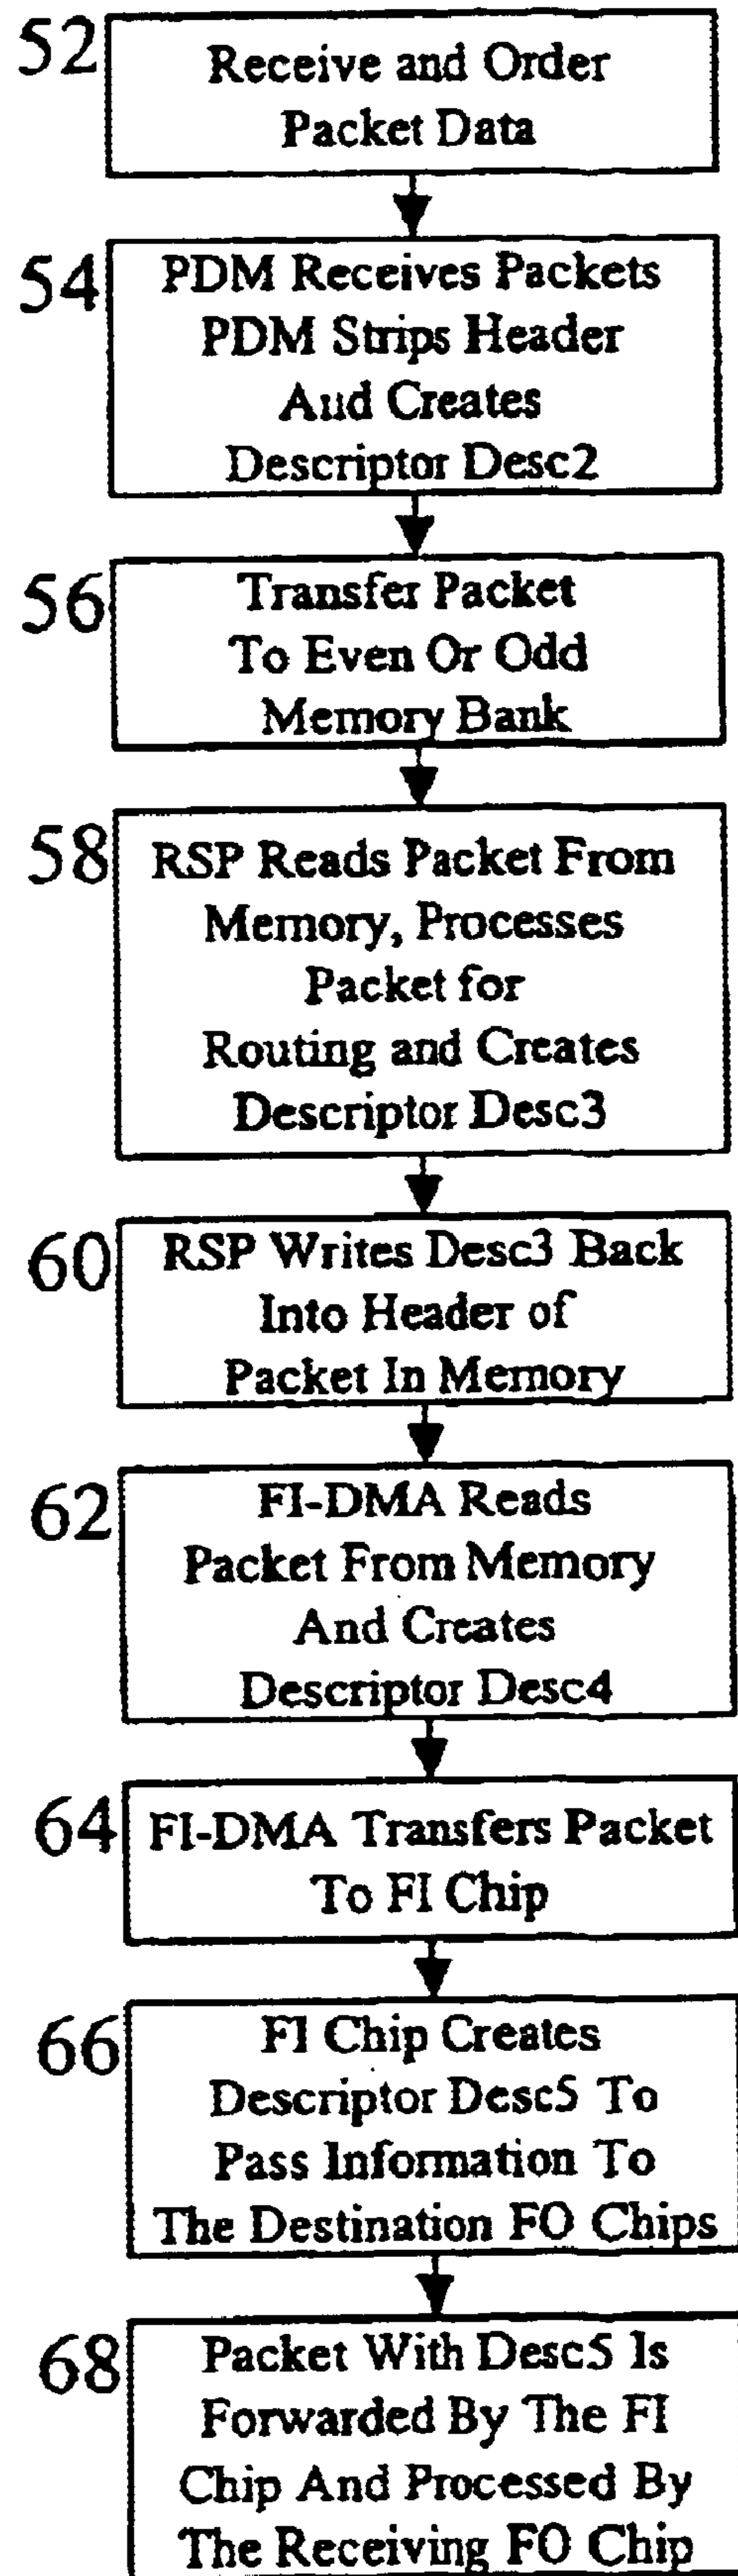 52
Receive and Order
Packet Data
54
PDM Receives Packets
PDM Strips Header
And Creates
Descriptor Desc2
56
Transfer Packet
To Even Or Odd
Memory Bank
58
RSP Reads Packet From
Memory, Processes
Packet for
Routing and Creates
Descriptor Desc3
60
RSP Writes Desc3 Back
Into Header of
Packet In Memory
62
FI-DMA Reads
Packet From Memory
And Creates
Descriptor Desc4
64
FI-DMA Transfers Packet
To FI Chip
66
FI Chip Creates
Descriptor Desc5 To
Pass Information To
The Destination FO Chips
68
Packet With Desc5 Is
Forwarded By The FI
Chip And Processed By
The Receiving FO Chip